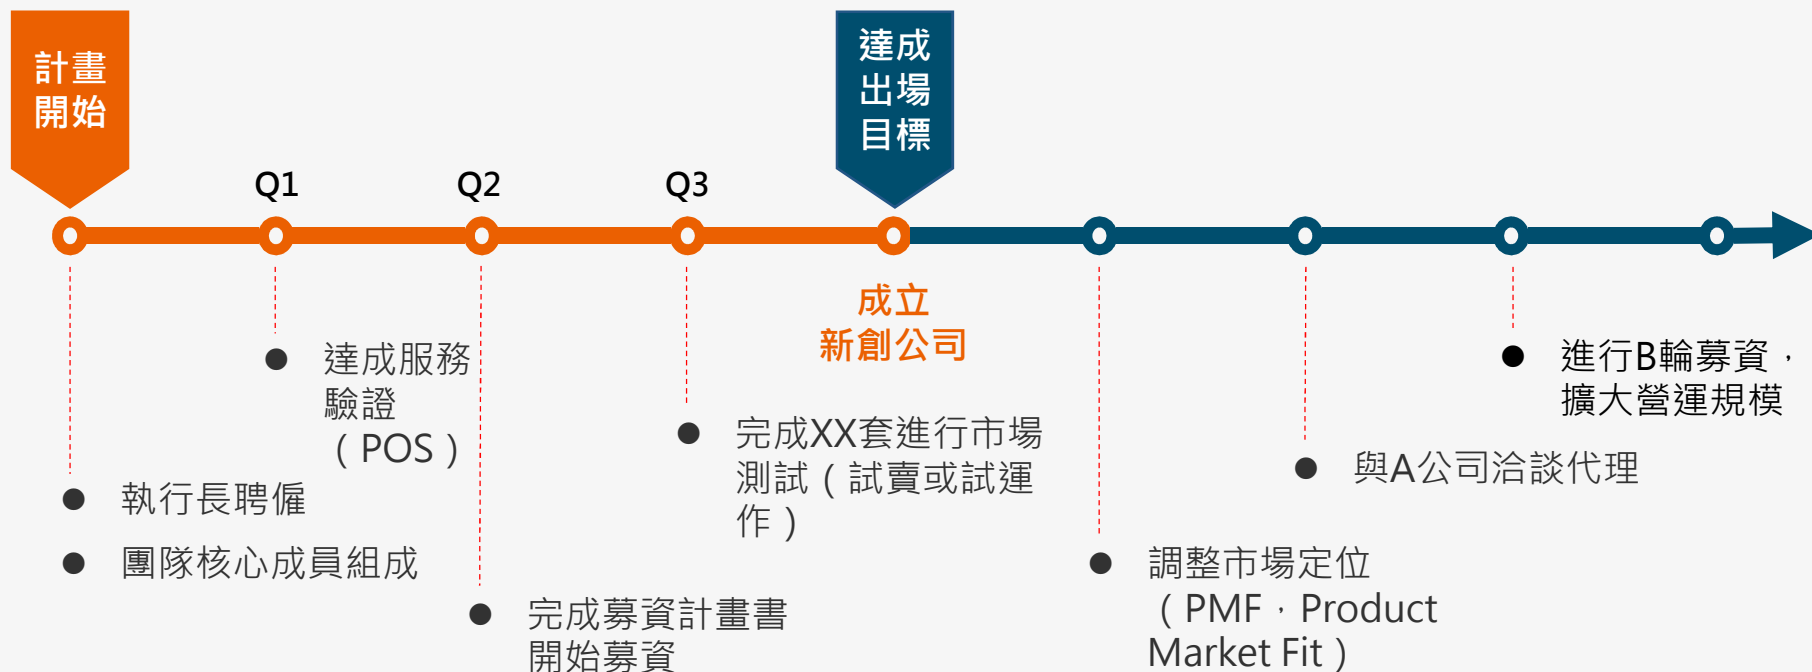 計畫
開始
達成
出場
目標
Q1
Q2
Q3
成立
新創公司
● 達成服務
驗證
（POS）
● 執行長聘僱
● 團隊核心成員組成
● 完成募資計畫書
開始募資
● 完成XX套進行市場
測試（試賣或試運
作）
● 調整市場定位
（PMF，Product
Market Fit）
● 與A公司洽談代理
● 進行B輪募資，
擴大營運規模